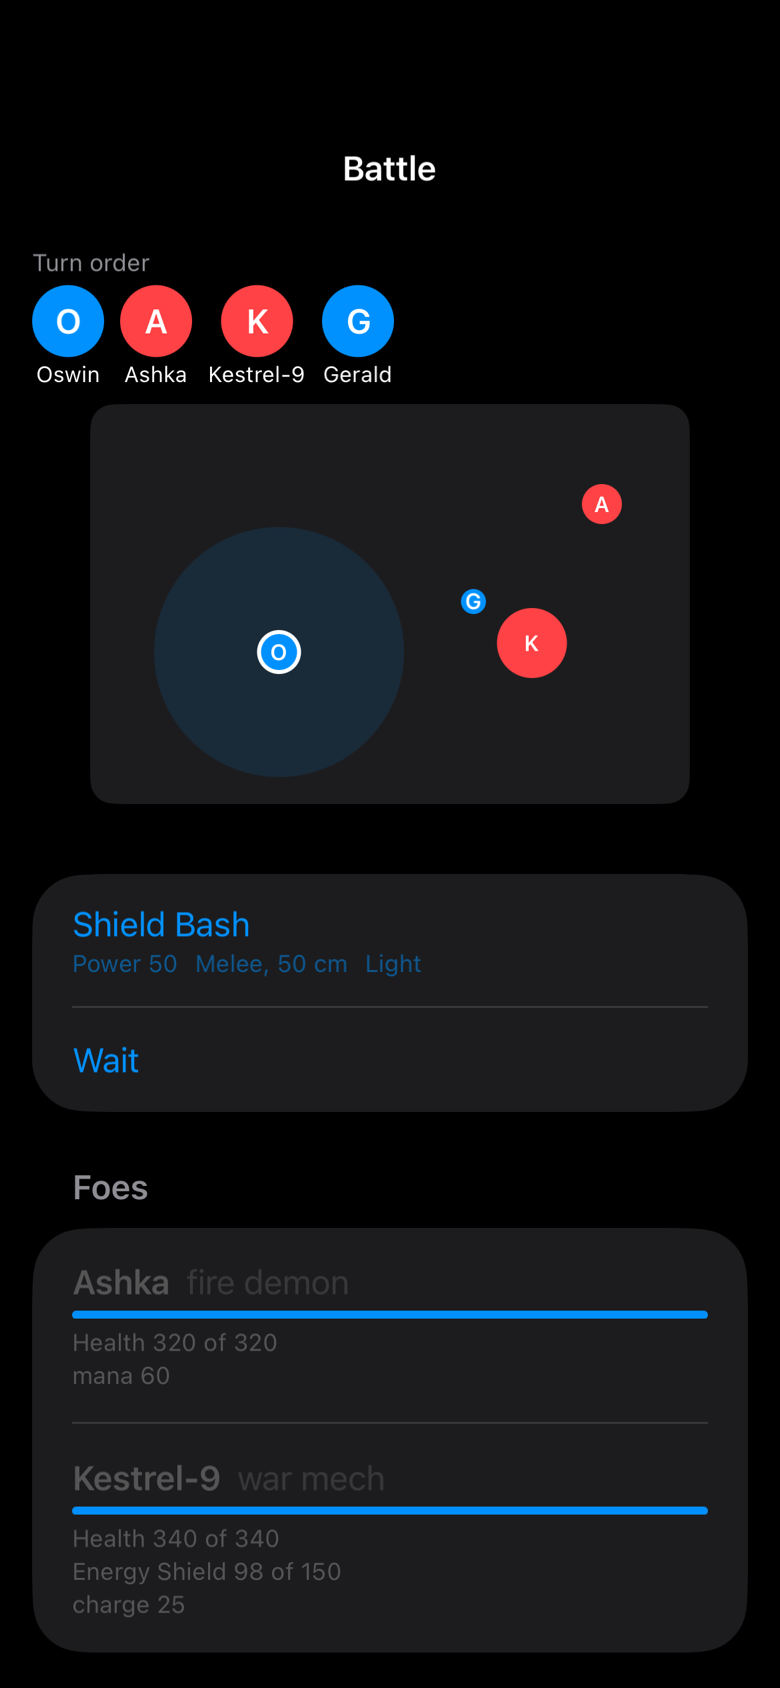 Battle
Turn order
O A K G
Oswin Ashka Kestrel-9 Gerald
A
G
K
O
Shield Bash
Power 50 Melee, 50 cm Light
Wait
Foes
Ashka fire demon
Health 320 of 320
mana 60
Kestrel-9 war mech
Health 340 of 340
Energy Shield 98 of 150
charge 25